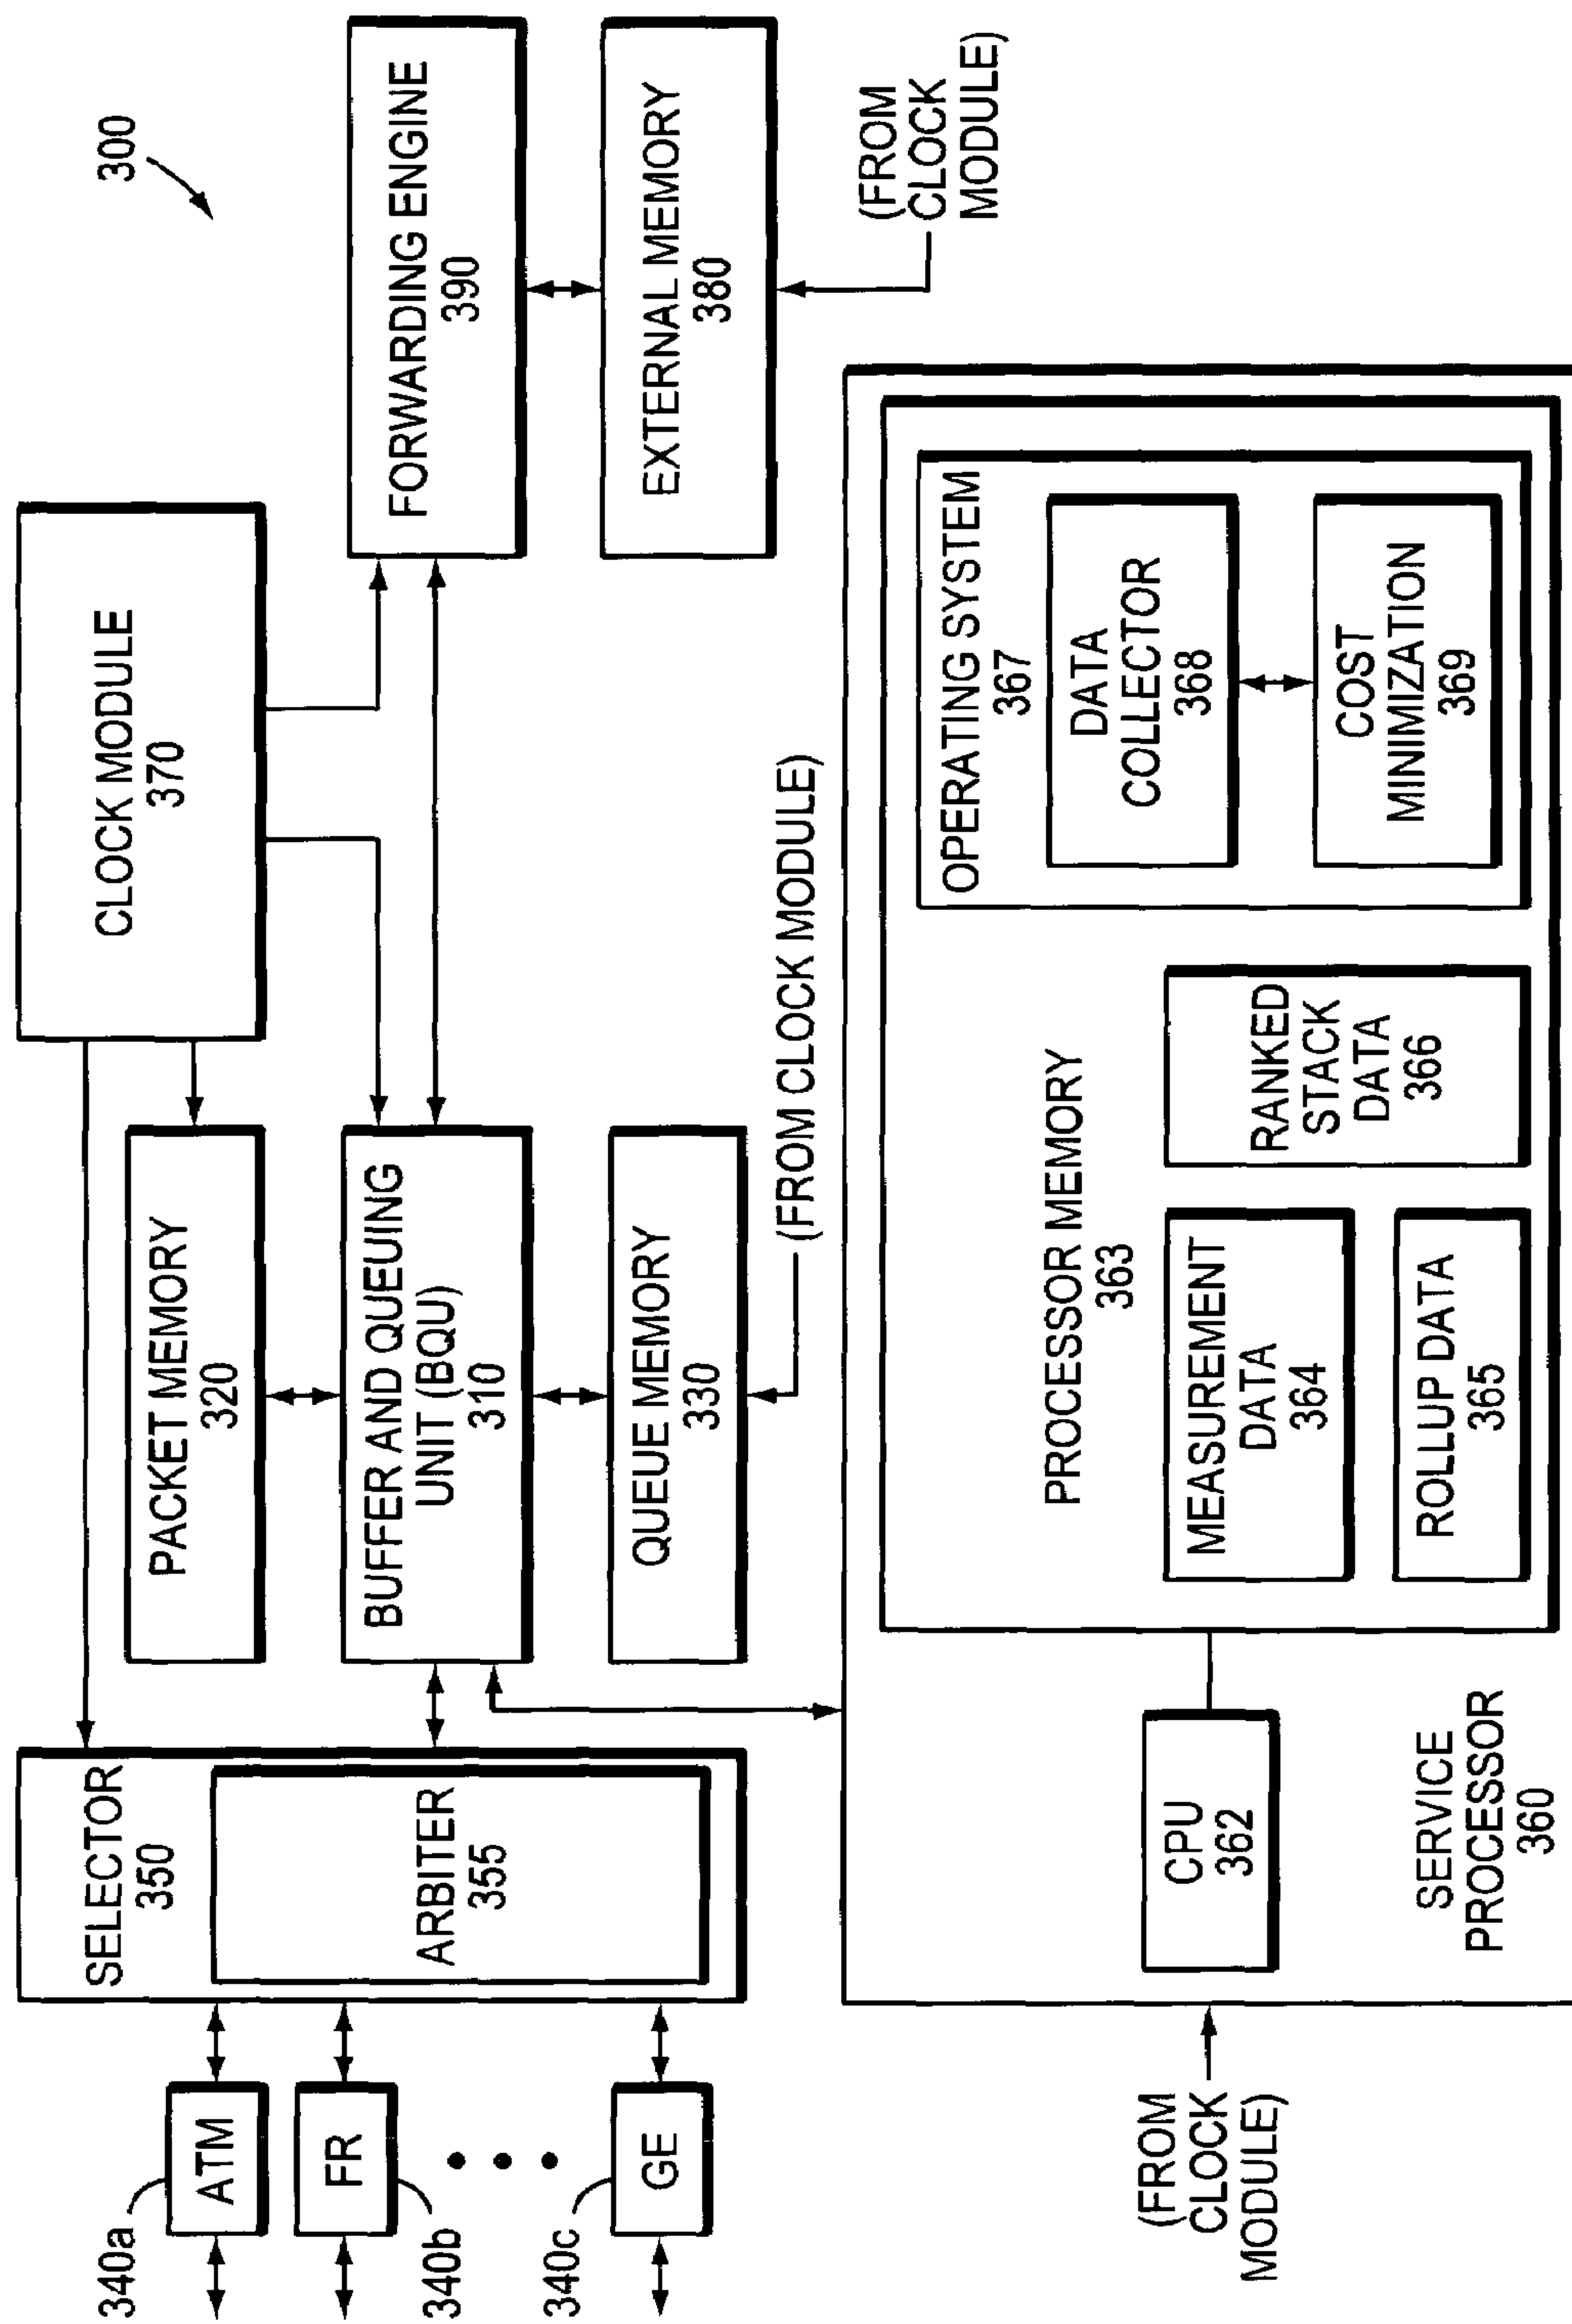 300
CLOCK MODULE
370
FORWARDING ENGINE
390
EXTERNAL MEMORY
380
(FROM
CLOCK
MODULE)
PACKET MEMORY
320
BUFFER AND QUEUING
UNIT (BQU)
310
QUEUE MEMORY
330
(FROM CLOCK MODULE)
SELECTOR
350
ARBITER
355
340a
ATM
FR
340b
340c
GE
OPERATING SYSTEM
367
DATA
COLLECTOR
368
COST
MINIMIZATION
369
PROCESSOR MEMORY
363
RANKED
STACK
DATA
366
MEASUREMENT
DATA
364
ROLLUP DATA
365
CPU
362
SERVICE
PROCESSOR
360
(FROM
CLOCK
MODULE)